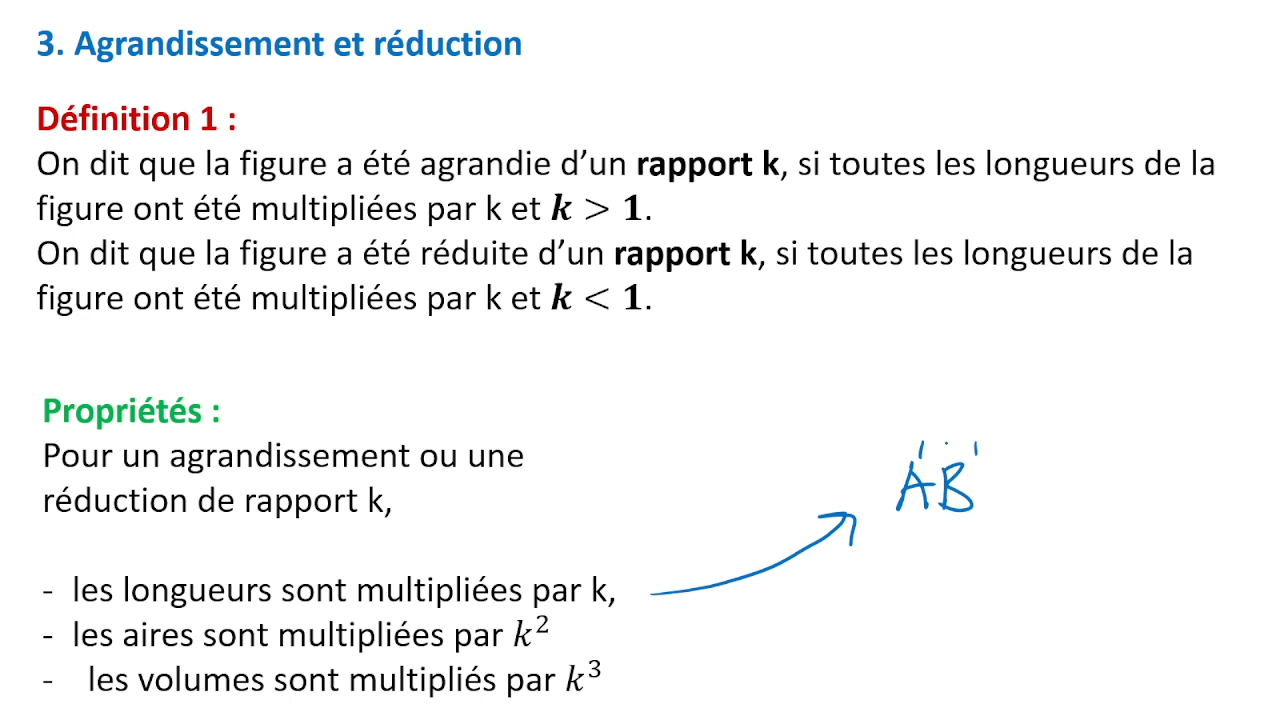 3. Agrandissement et réduction
Définition 1 :
On dit que la figure a été agrandie d’un rapport k, si toutes les longueurs de la
figure ont été multipliées par k et k > 1.
On dit que la figure a été réduite d’un rapport k, si toutes les longueurs de la
figure ont été multipliées par k et k < 1.
Propriétés :
Pour un agrandissement ou une
réduction de rapport k,
A'B'
- les longueurs sont multipliées par k,
- les aires sont multipliées par k²
- les volumes sont multipliés par k³